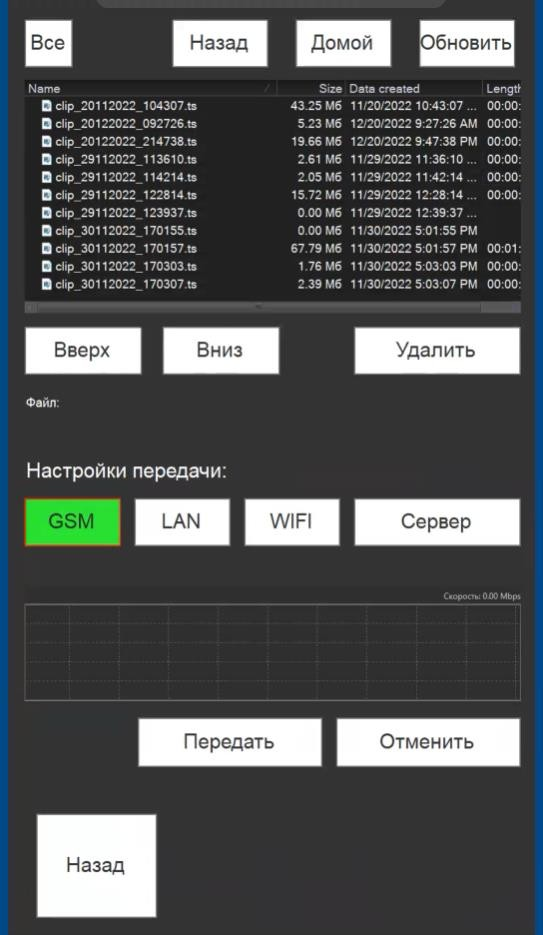 Все Назад Домой Обновить
Name Size Data created Length
clip_20112022_104307.ts 43.25 Мб 11/20/2022 10:43:07 ... 00:00:
clip_20122022_092726.ts 5.23 Мб 12/20/2022 9:27:26 AM 00:00:
clip_20122022_214738.ts 19.66 Мб 12/20/2022 9:47:38 PM 00:00:
clip_29112022_113610.ts 2.61 Мб 11/29/2022 11:36:10 ... 00:00:
clip_29112022_114214.ts 2.05 Мб 11/29/2022 11:42:14 ... 00:00:
clip_29112022_122814.ts 15.72 Мб 11/29/2022 12:28:14 ... 00:00:
clip_29112022_123937.ts 0.00 Мб 11/29/2022 12:39:37 ...
clip_30112022_170155.ts 0.00 Мб 11/30/2022 5:01:55 PM
clip_30112022_170157.ts 67.79 Мб 11/30/2022 5:01:57 PM 00:01:
clip_30112022_170303.ts 1.76 Мб 11/30/2022 5:03:03 PM 00:00:
clip_30112022_170307.ts 2.39 Мб 11/30/2022 5:03:07 PM 00:00:
Вверх Вниз Удалить
Файл:
Настройки передачи:
GSM LAN WIFI Сервер
Скорость: 0.00 Mbps
Передать Отменить
Назад